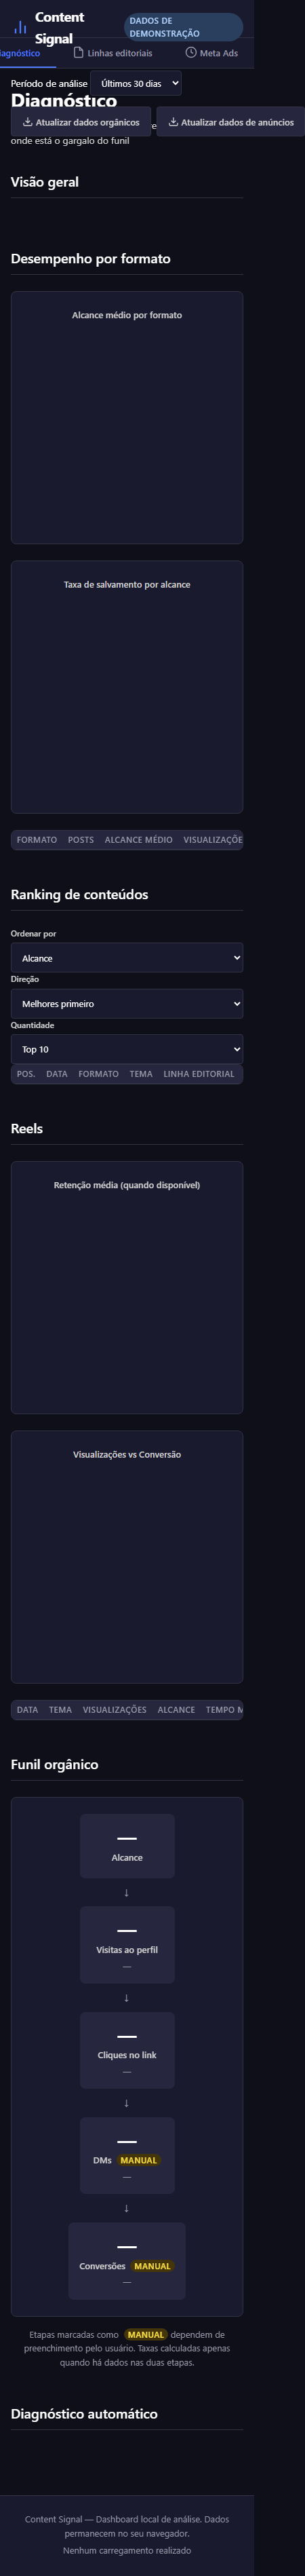 Content
Signal
DADOS DE
DEMONSTRAÇÃO
iagnóstico
Linhas editoriais
Meta Ads
Período de análise
Últimos 30 dias
Diagnóstico
Atualizar dados orgânicos
Atualizar dados de anúncios
onde está o gargalo do funil
Visão geral
Desempenho por formato
Alcance médio por formato
Taxa de salvamento por alcance
FORMATO POSTS ALCANCE MÉDIO VISUALIZAÇÕE
Ranking de conteúdos
Ordenar por
Alcance
Direção
Melhores primeiro
Quantidade
Top 10
POS. DATA FORMATO TEMA LINHA EDITORIAL
Reels
Retenção média (quando disponível)
Visualizações vs Conversão
DATA TEMA VISUALIZAÇÕES ALCANCE TEMPO M
Funil orgânico
—
Alcance
↓
—
Visitas ao perfil
—
↓
—
Cliques no link
—
↓
—
DMs MANUAL
—
↓
—
Conversões MANUAL
—
Etapas marcadas como MANUAL dependem de
preenchimento pelo usuário. Taxas calculadas apenas
quando há dados nas duas etapas.
Diagnóstico automático
Content Signal — Dashboard local de análise. Dados
permanecem no seu navegador.
Nenhum carregamento realizado